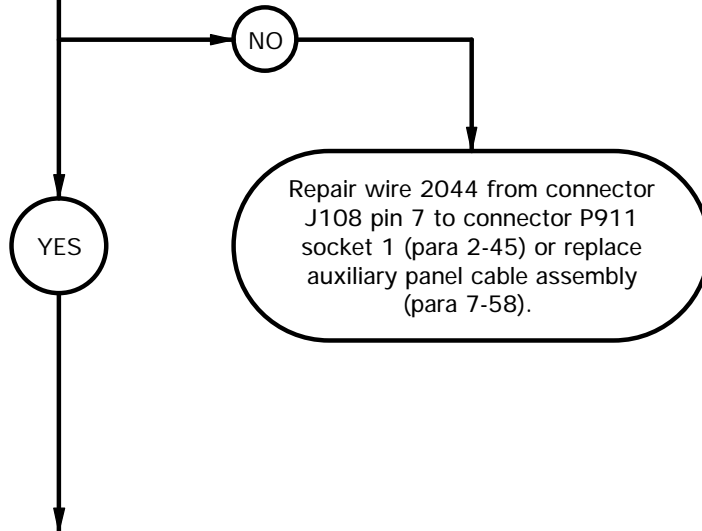 NO
Repair wire 2044 from connector
J108 pin 7 to connector P911
socket 1 (para 2-45) or replace
auxiliary panel cable assembly
(para 7-58).
YES